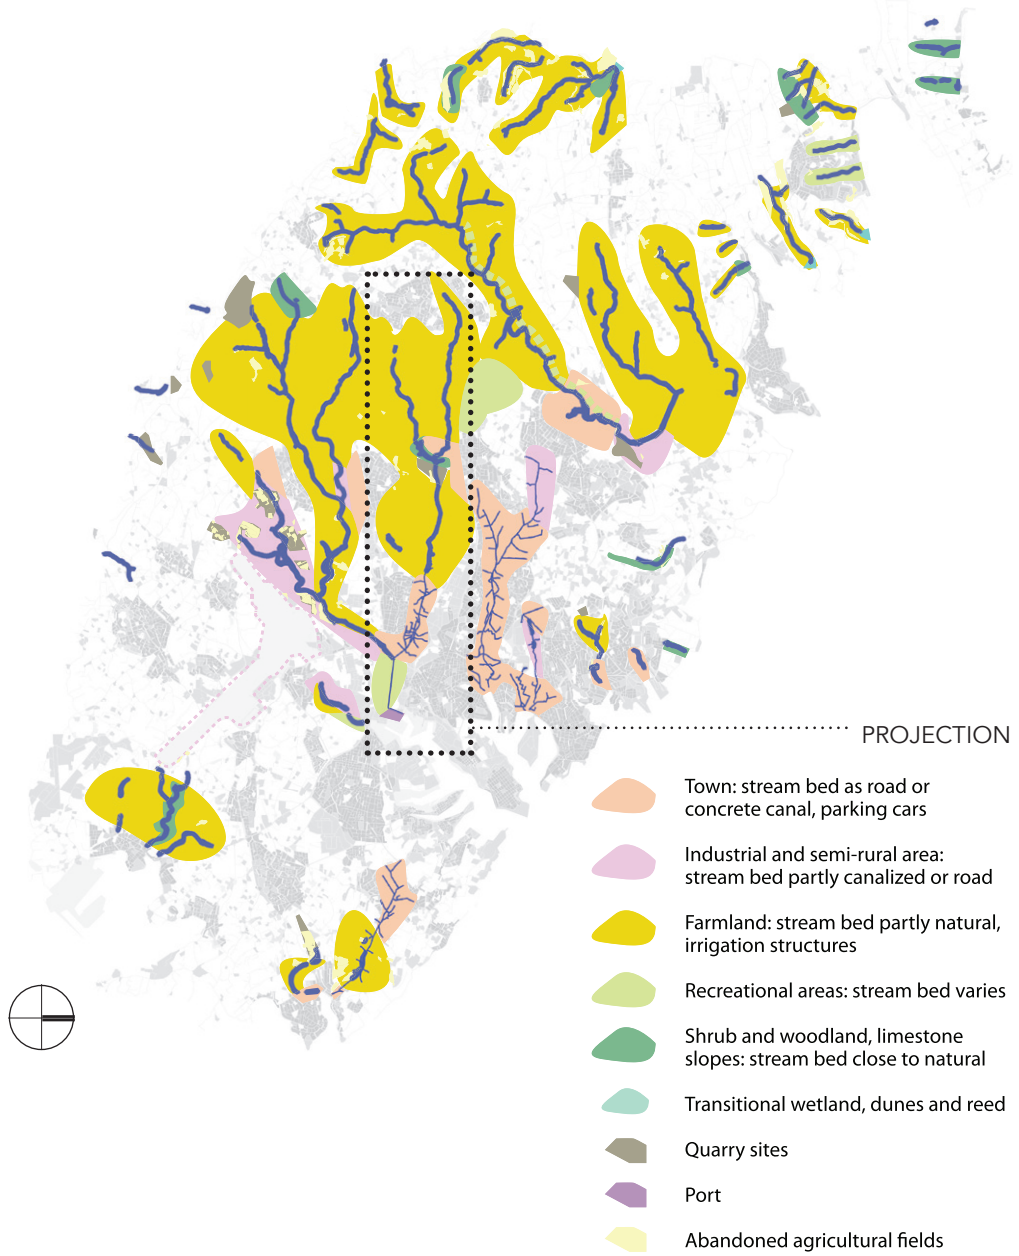 PROJECTION
Town: stream bed as road or
concrete canal, parking cars
Industrial and semi-rural area:
stream bed partly canalized or road
Farmland: stream bed partly natural,
irrigation structures
Recreational areas: stream bed varies
Shrub and woodland, limestone
slopes: stream bed close to natural
Transitional wetland, dunes and reed
Quarry sites
Port
Abandoned agricultural fields